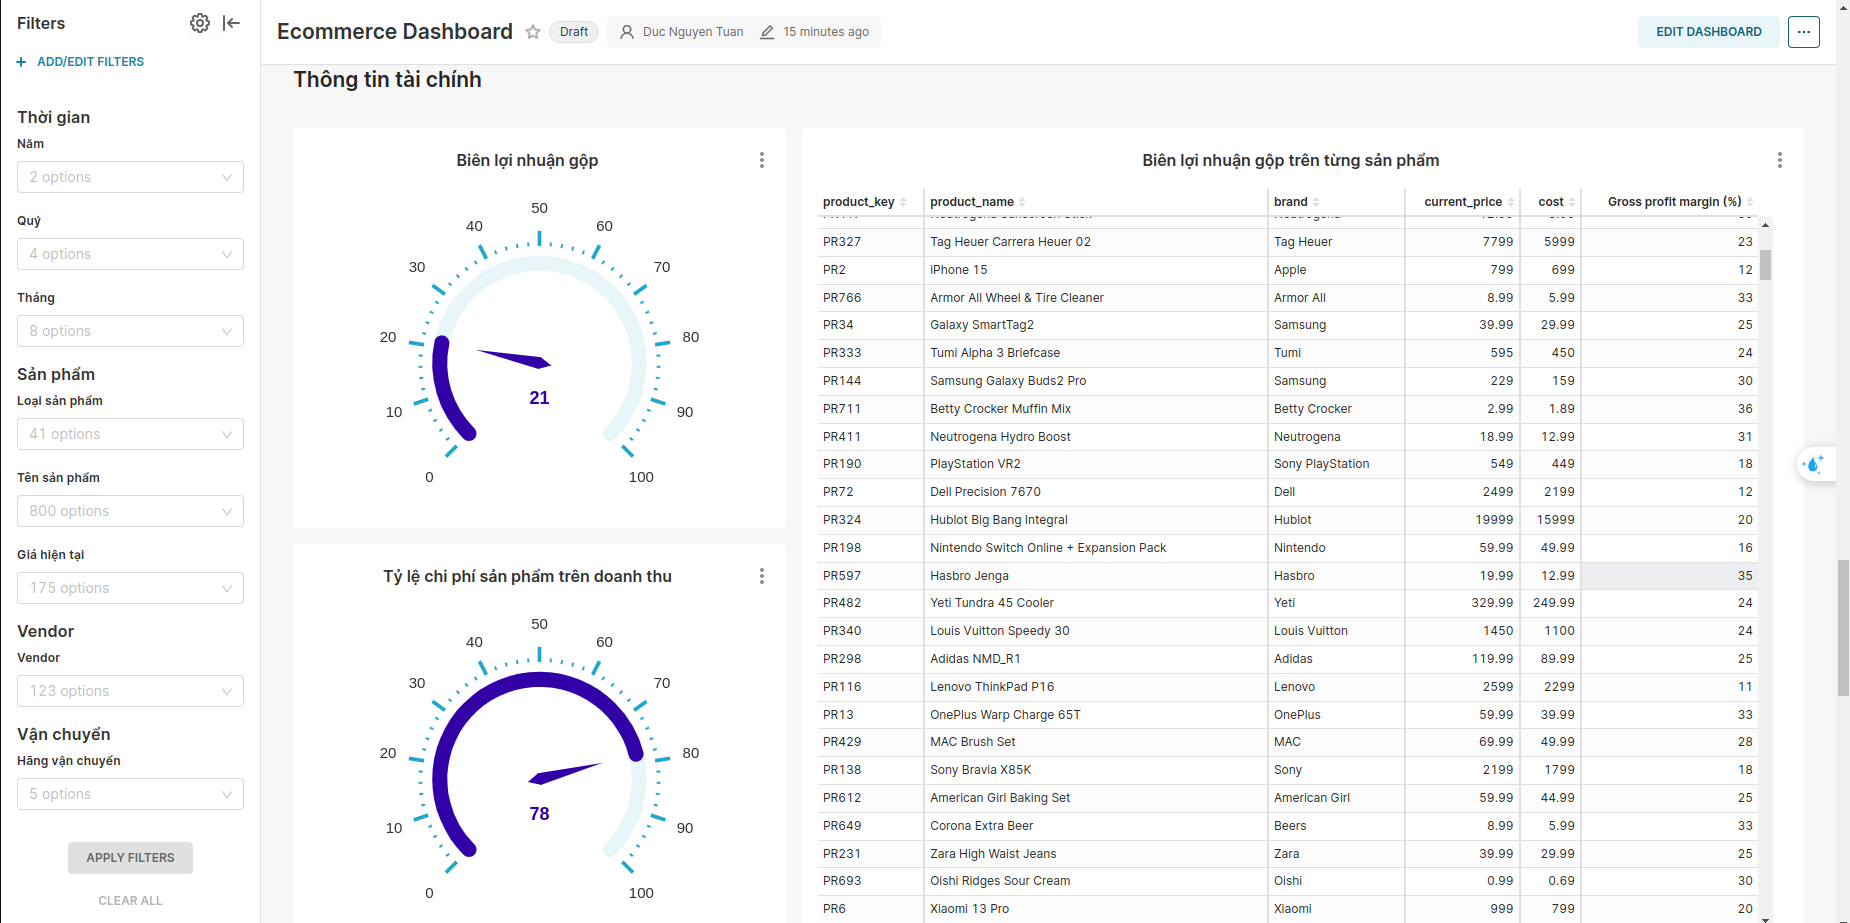 Filters
ADD/EDIT FILTERS
Thời gian
Năm
2 options
Quý
4 options
Tháng
8 options
Sản phẩm
Loại sản phẩm
41 options
Tên sản phẩm
800 options
Giá hiện tại
175 options
Vendor
Vendor
123 options
Vận chuyển
Hãng vận chuyển
5 options
APPLY FILTERS
CLEAR ALL
Ecommerce Dashboard Draft Duc Nguyen Tuan 15 minutes ago EDIT DASHBOARD
Thông tin tài chính
Biên lợi nhuận gộp
0 10 20 30 40 50 60 70 80 90 100
21
Tỷ lệ chi phí sản phẩm trên doanh thu
0 10 20 30 40 50 60 70 80 90 100
78
Biên lợi nhuận gộp trên từng sản phẩm
product_key product_name brand current_price cost Gross profit margin (%)
PR327 Tag Heuer Carrera Heuer 02 Tag Heuer 7799 5999 23
PR2 iPhone 15 Apple 799 699 12
PR766 Armor All Wheel & Tire Cleaner Armor All 8.99 5.99 33
PR34 Galaxy SmartTag2 Samsung 39.99 29.99 25
PR333 Tumi Alpha 3 Briefcase Tumi 595 450 24
PR144 Samsung Galaxy Buds2 Pro Samsung 229 159 30
PR711 Betty Crocker Muffin Mix Betty Crocker 2.99 1.89 36
PR411 Neutrogena Hydro Boost Neutrogena 18.99 12.99 31
PR190 PlayStation VR2 Sony PlayStation 549 449 18
PR72 Dell Precision 7670 Dell 2499 2199 12
PR324 Hublot Big Bang Integral Hublot 19999 15999 20
PR198 Nintendo Switch Online + Expansion Pack Nintendo 59.99 49.99 16
PR597 Hasbro Jenga Hasbro 19.99 12.99 35
PR482 Yeti Tundra 45 Cooler Yeti 329.99 249.99 24
PR340 Louis Vuitton Speedy 30 Louis Vuitton 1450 1100 24
PR298 Adidas NMD_R1 Adidas 119.99 89.99 25
PR116 Lenovo ThinkPad P16 Lenovo 2599 2299 11
PR13 OnePlus Warp Charge 65T OnePlus 59.99 39.99 33
PR429 MAC Brush Set MAC 69.99 49.99 28
PR138 Sony Bravia X85K Sony 2199 1799 18
PR612 American Girl Baking Set American Girl 59.99 44.99 25
PR649 Corona Extra Beer Beers 8.99 5.99 33
PR231 Zara High Waist Jeans Zara 39.99 29.99 25
PR693 Oishi Ridges Sour Cream Oishi 0.99 0.69 30
PR6 Xiaomi 13 Pro Xiaomi 999 799 20